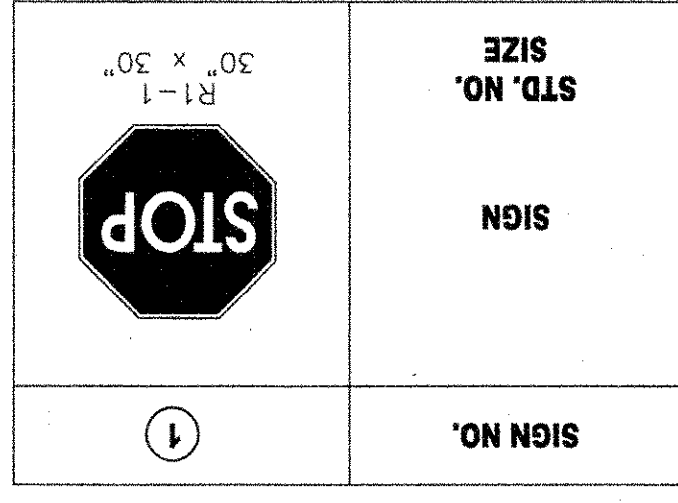 SIGN NO.
1
SIGN
STOP
STD. NO.
SIZE
R1-1
30" x 30"